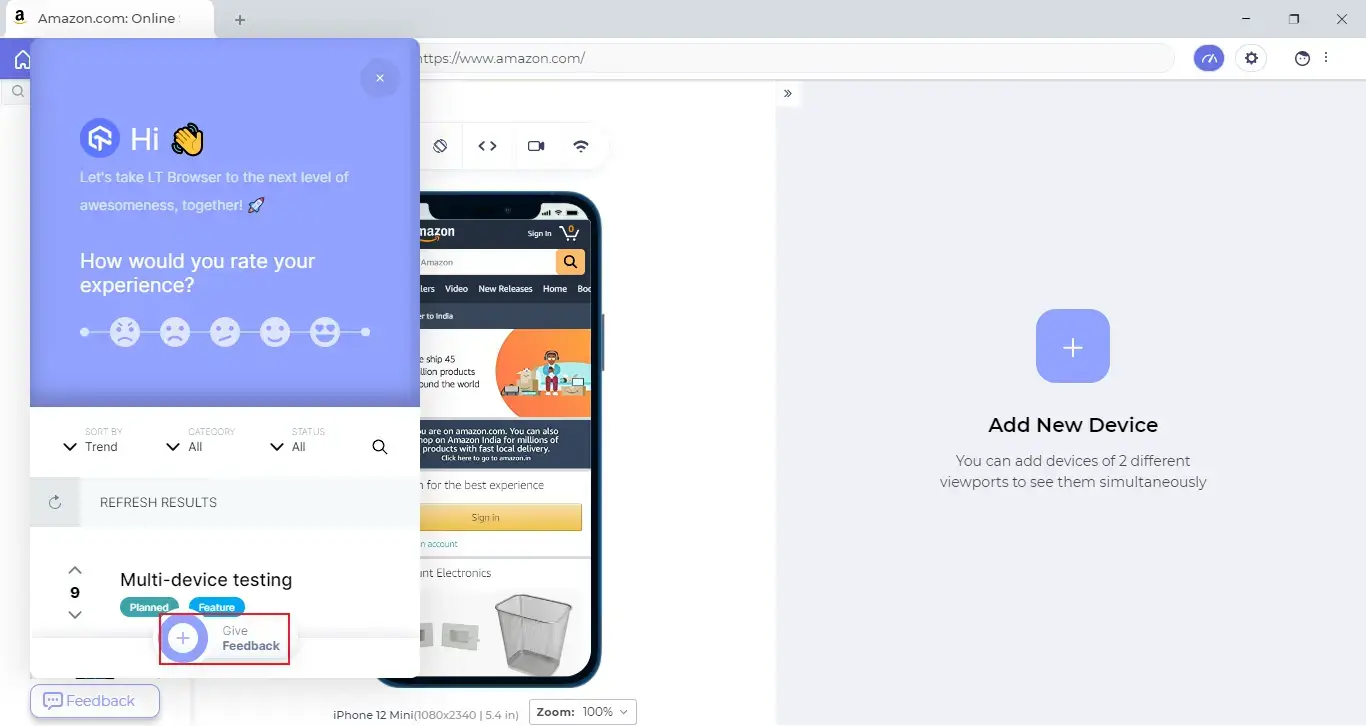 Amazon.com: Online
https://www.amazon.com/
Hi
Let's take LT Browser to the next level of
awesomeness, together!
How would you rate your
experience?
SORT BY
Trend
CATEGORY
All
STATUS
All
REFRESH RESULTS
9
Multi-device testing
Planned
Feature
Give
Feedback
Feedback
mazon
Sign In
0
Amazon
Video New Releases Home
er to India
e ship 45
llion products
ound the world
u are on amazon.com. You can also
op on Amazon India for millions of
products with fast local delivery.
Click here to go to amazon.in
n for the best experience
Sign in
n account
unt Electronics
iPhone 12 Mini(1080x2340 | 5.4 in)
Zoom: 100%
Add New Device
You can add devices of 2 different
viewports to see them simultaneously